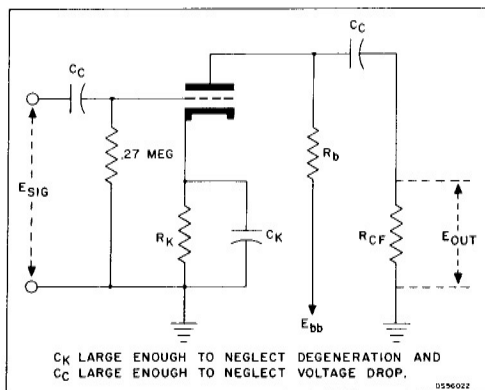 CC
CC
.27 MEG
Rb
ESIG
RK
CK
RCF
EOUT
Ebb
CK LARGE ENOUGH TO NEGLECT DEGENERATION AND
CC LARGE ENOUGH TO NEGLECT VOLTAGE DROP.
DS56022